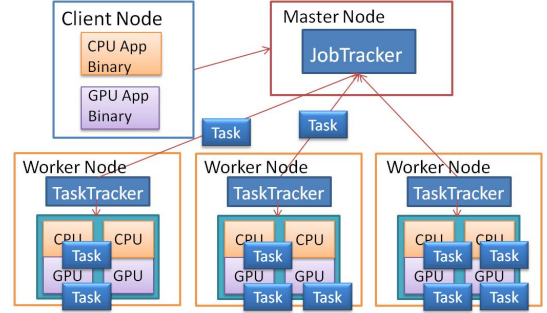 Client Node
CPU App
Binary
GPU App
Binary
Master Node
JobTracker
Task
Task
Worker Node
TaskTracker
CPU
CPU
Task
GPU
GPU
Task
Worker Node
TaskTracker
CPU
CPU
Task
GPU
GPU
Task
Task
Worker Node
TaskTracker
CPU
CPU
Task
Task
GPU
GPU
Task
Task